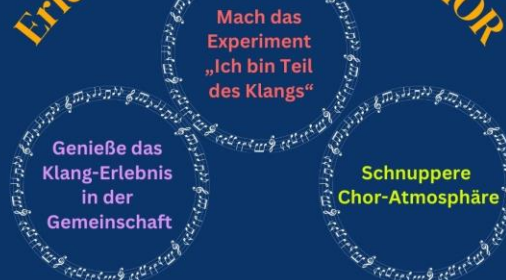 Mach das
Experiment
„Ich bin Teil
des Klangs“
Genieße das
Klang-Erlebnis
in der
Gemeinschaft
Schnuppere
Chor-Atmosphäre